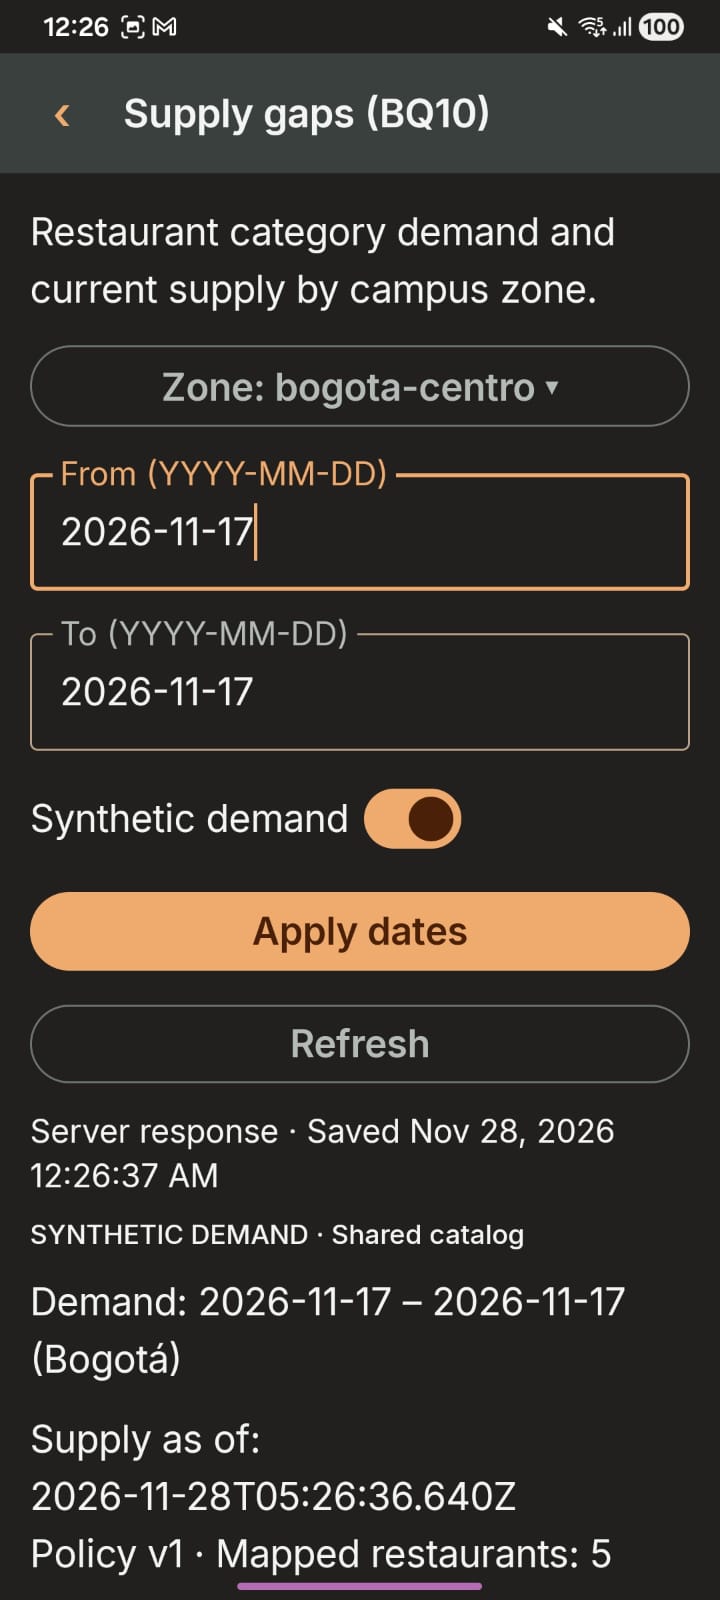 12:26 100
Supply gaps (BQ10)
Restaurant category demand and
current supply by campus zone.
Zone: bogota-centro ▾
From (YYYY-MM-DD)
2026-11-17
To (YYYY-MM-DD)
2026-11-17
Synthetic demand
Apply dates
Refresh
Server response · Saved Nov 28, 2026
12:26:37 AM
SYNTHETIC DEMAND · Shared catalog
Demand: 2026-11-17 – 2026-11-17
(Bogotá)
Supply as of:
2026-11-28T05:26:36.640Z
Policy v1 · Mapped restaurants: 5